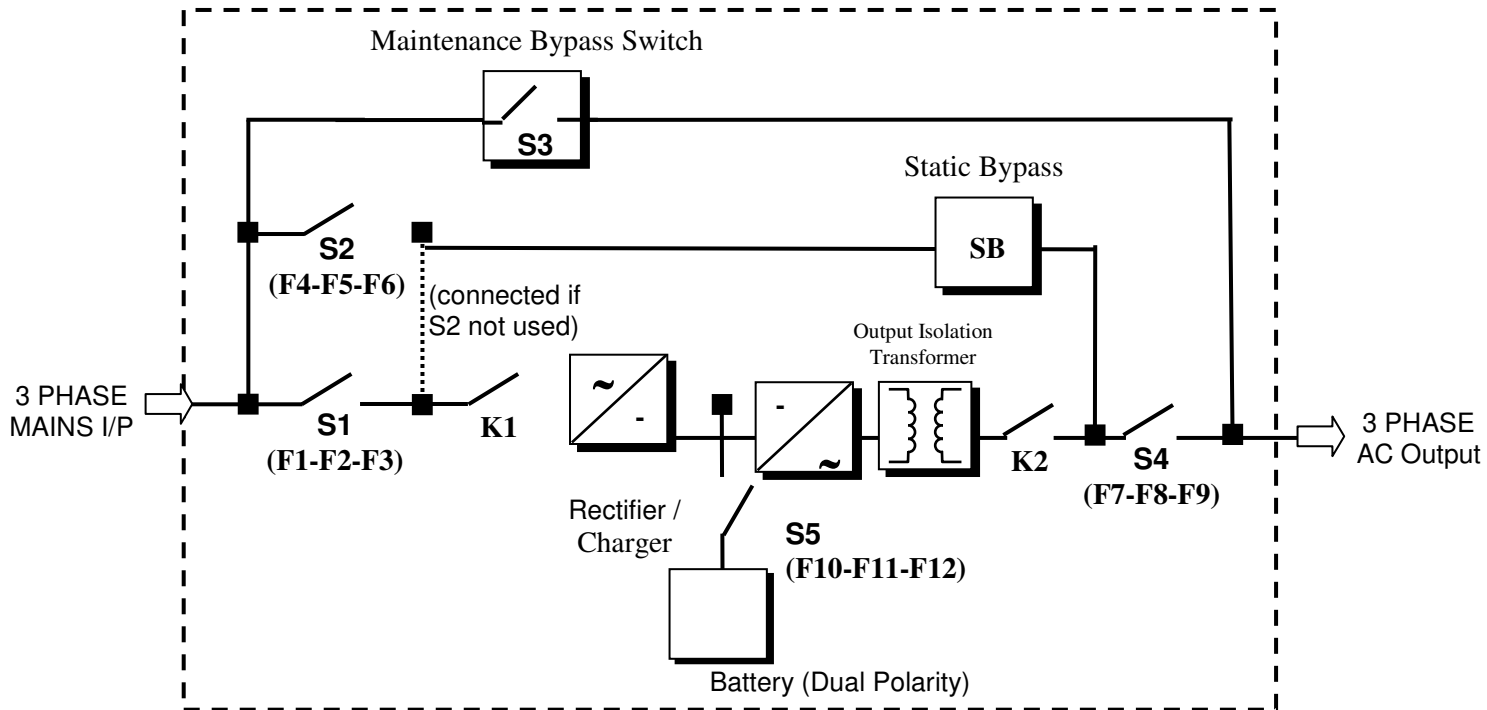 Maintenance Bypass Switch
S3
Static Bypass
SB
S2
(F4-F5-F6)
(connected if
S2 not used)
Output Isolation
Transformer
3 PHASE
MAINS I/P
S1
(F1-F2-F3)
K1
~
-
-
~
K2
S4
(F7-F8-F9)
3 PHASE
AC Output
Rectifier /
Charger
S5
(F10-F11-F12)
Battery (Dual Polarity)